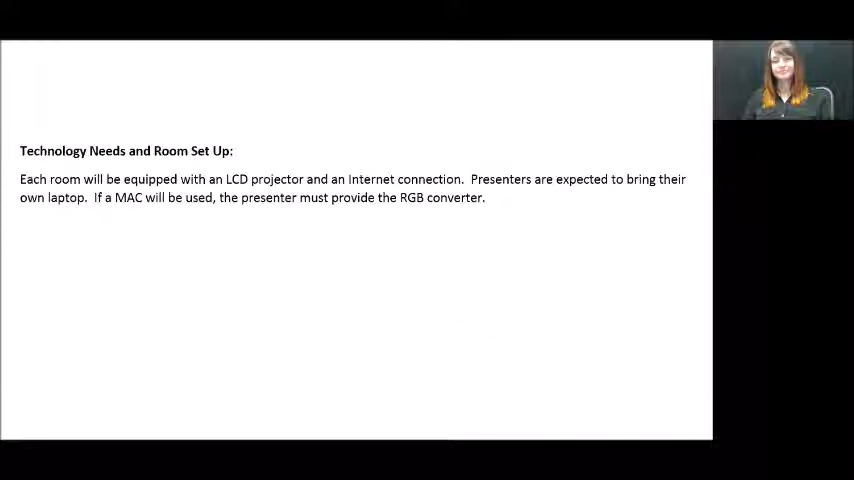 Technology Needs and Room Set Up:
Each room will be equipped with an LCD projector and an Internet connection.  Presenters are expected to bring their
own laptop.  If a MAC will be used, the presenter must provide the RGB converter.